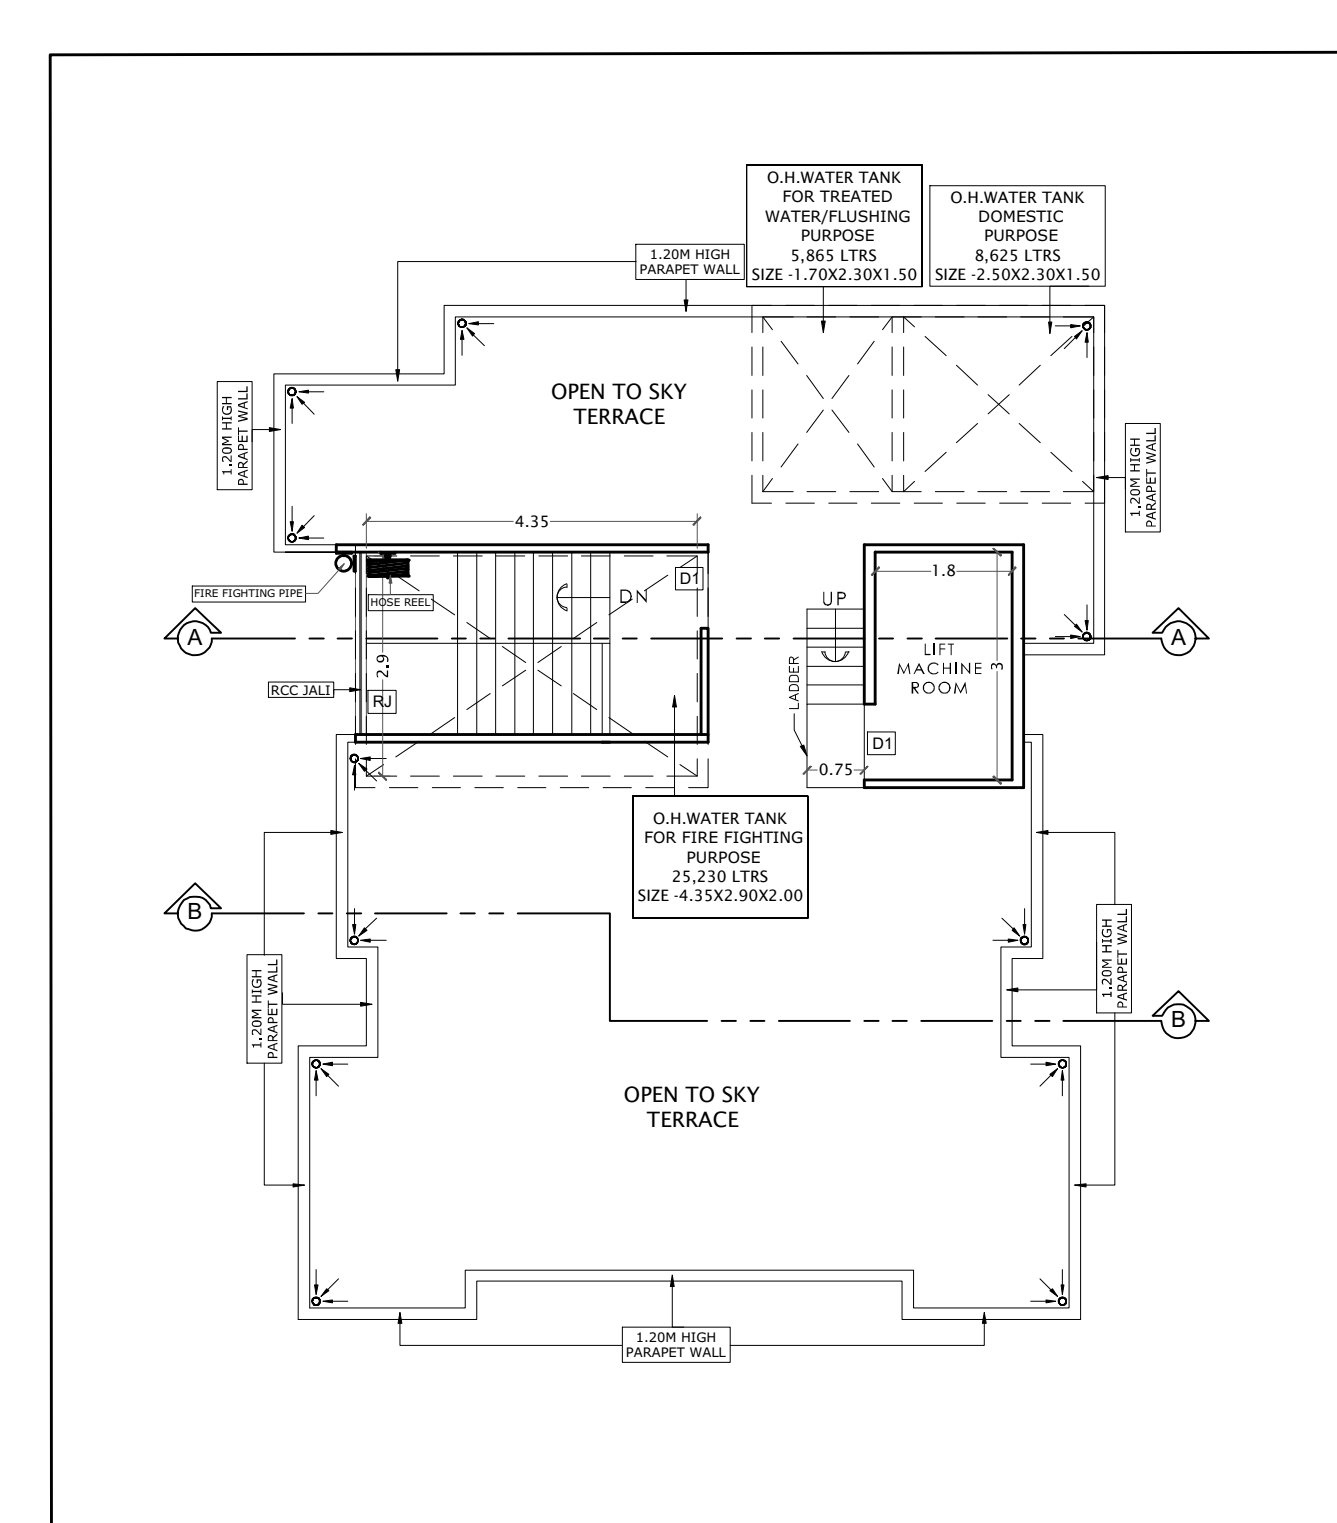 O.H.WATER TANK
FOR TREATED
WATER/FLUSHING
PURPOSE
5,865 LTRS
SIZE -1.70X2.30X1.50
O.H.WATER TANK
DOMESTIC
PURPOSE
8,625 LTRS
SIZE -2.50X2.30X1.50
1.20M HIGH
PARAPET WALL
1.20M HIGH
PARAPET WALL
OPEN TO SKY
TERRACE
1.20M HIGH
PARAPET WALL
4.35
FIRE FIGHTING PIPE
HOSE REEL
DN
D1
UP
1.8
A
A
LIFT
MACHINE
ROOM
3
LADDER
2.9
RCC JALI
RJ
D1
0.75
O.H.WATER TANK
FOR FIRE FIGHTING
PURPOSE
25,230 LTRS
SIZE -4.35X2.90X2.00
B
1.20M HIGH
PARAPET WALL
1.20M HIGH
PARAPET WALL
B
OPEN TO SKY
TERRACE
1.20M HIGH
PARAPET WALL